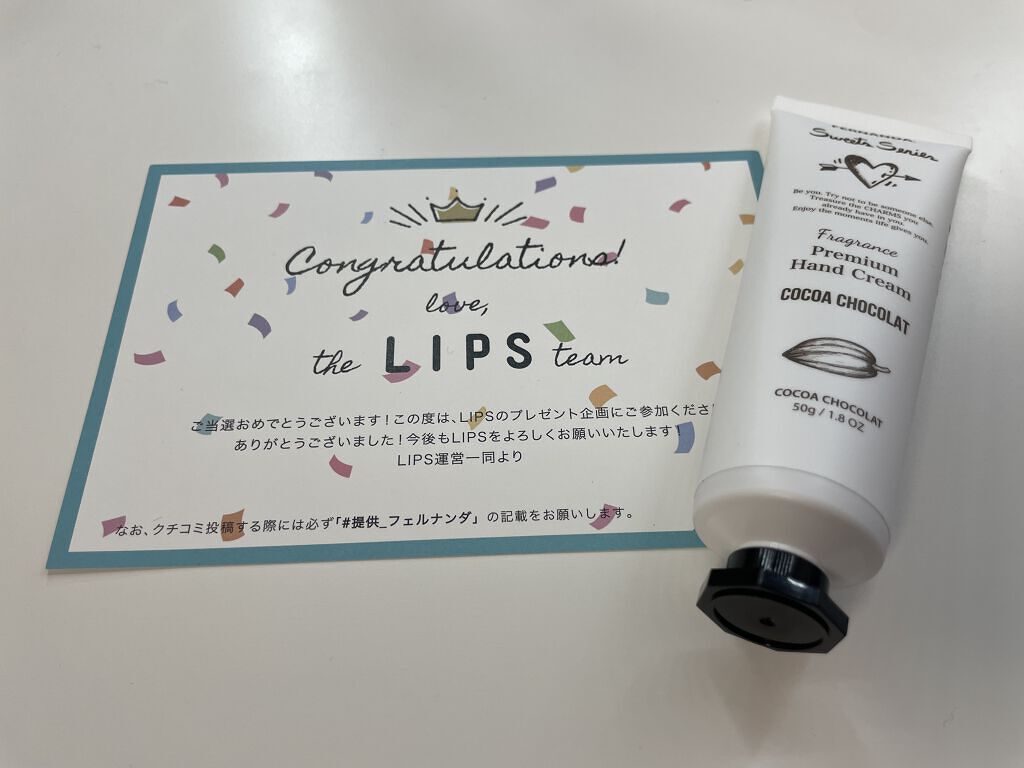 Congratulations!
love,
the LIPS team
ご当選おめでとうございます!この度は、LIPSのプレゼント企画にご参加くださ
ありがとうございました!今後もLIPSをよろしくお願いいたします!
LIPS運営一同より
なお、クチコミ投稿する際には必ず「#提供_フェルナンダ」の記載をお願いします。
FERNANDA
Sweets Series
Be you. Try not to be someone else.
Treasure the CHARMS you
already have in you.
Enjoy the moments life gives you.
Fragrance
Premium
Hand Cream
COCOA CHOCOLAT
COCOA CHOCOLAT
50g / 1.8 OZ